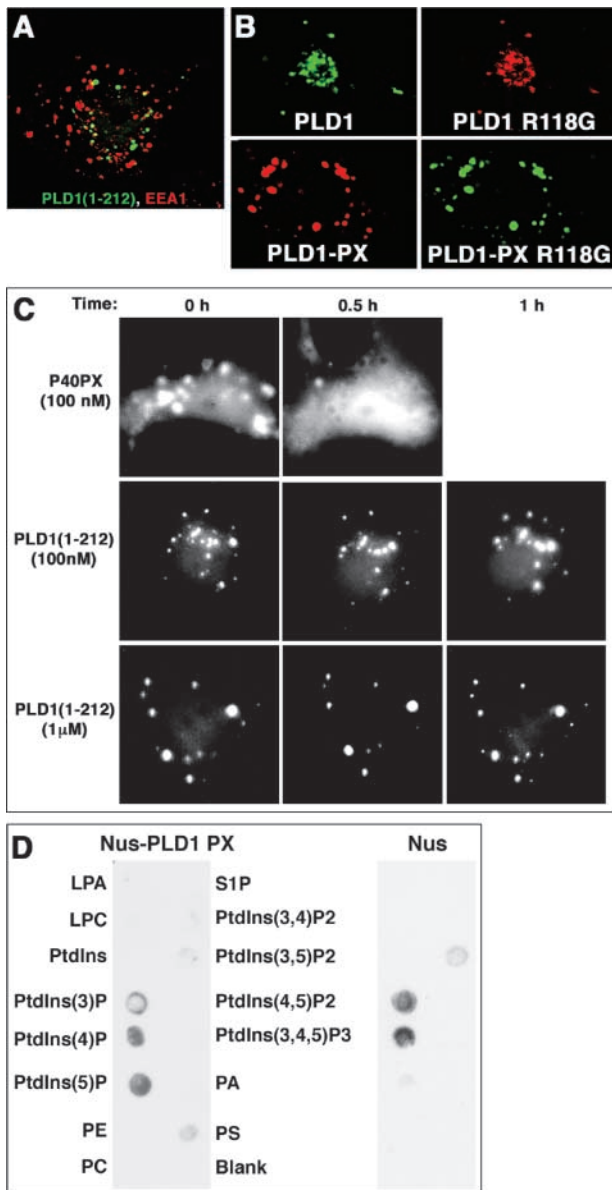 A
PLD1(1-212), EEA1
B
PLD1
PLD1 R118G
PLD1-PX
PLD1-PX R118G
C
Time: 0 h 0.5 h 1 h
P40PX
(100 nM)
PLD1(1-212)
(100nM)
PLD1(1-212)
(1μM)
D
Nus-PLD1 PX Nus
LPA S1P
LPC PtdIns(3,4)P2
PtdIns PtdIns(3,5)P2
PtdIns(3)P PtdIns(4,5)P2
PtdIns(4)P PtdIns(3,4,5)P3
PtdIns(5)P PA
PE PS
PC Blank